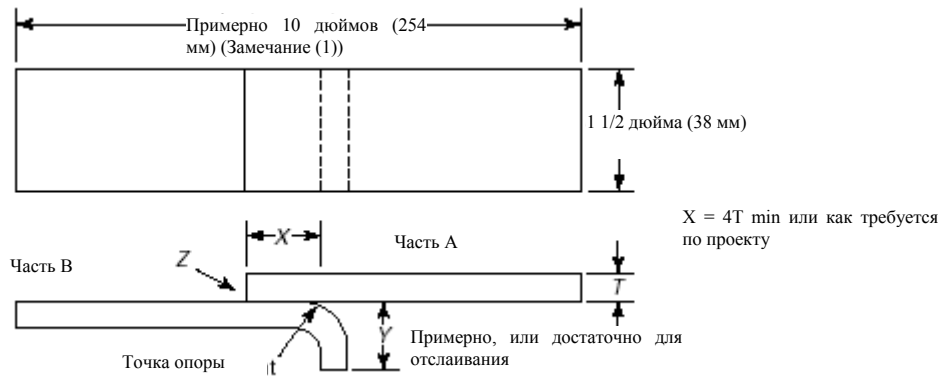 Примерно 10 дюймов (254
мм) (Замечание (1))
1 1/2 дюйма (38 мм)
X = 4T min или как требуется
по проекту
X
Часть А
Часть В
Z
T
Y
Примерно, или достаточно для
отслаивания
Точка опоры
t